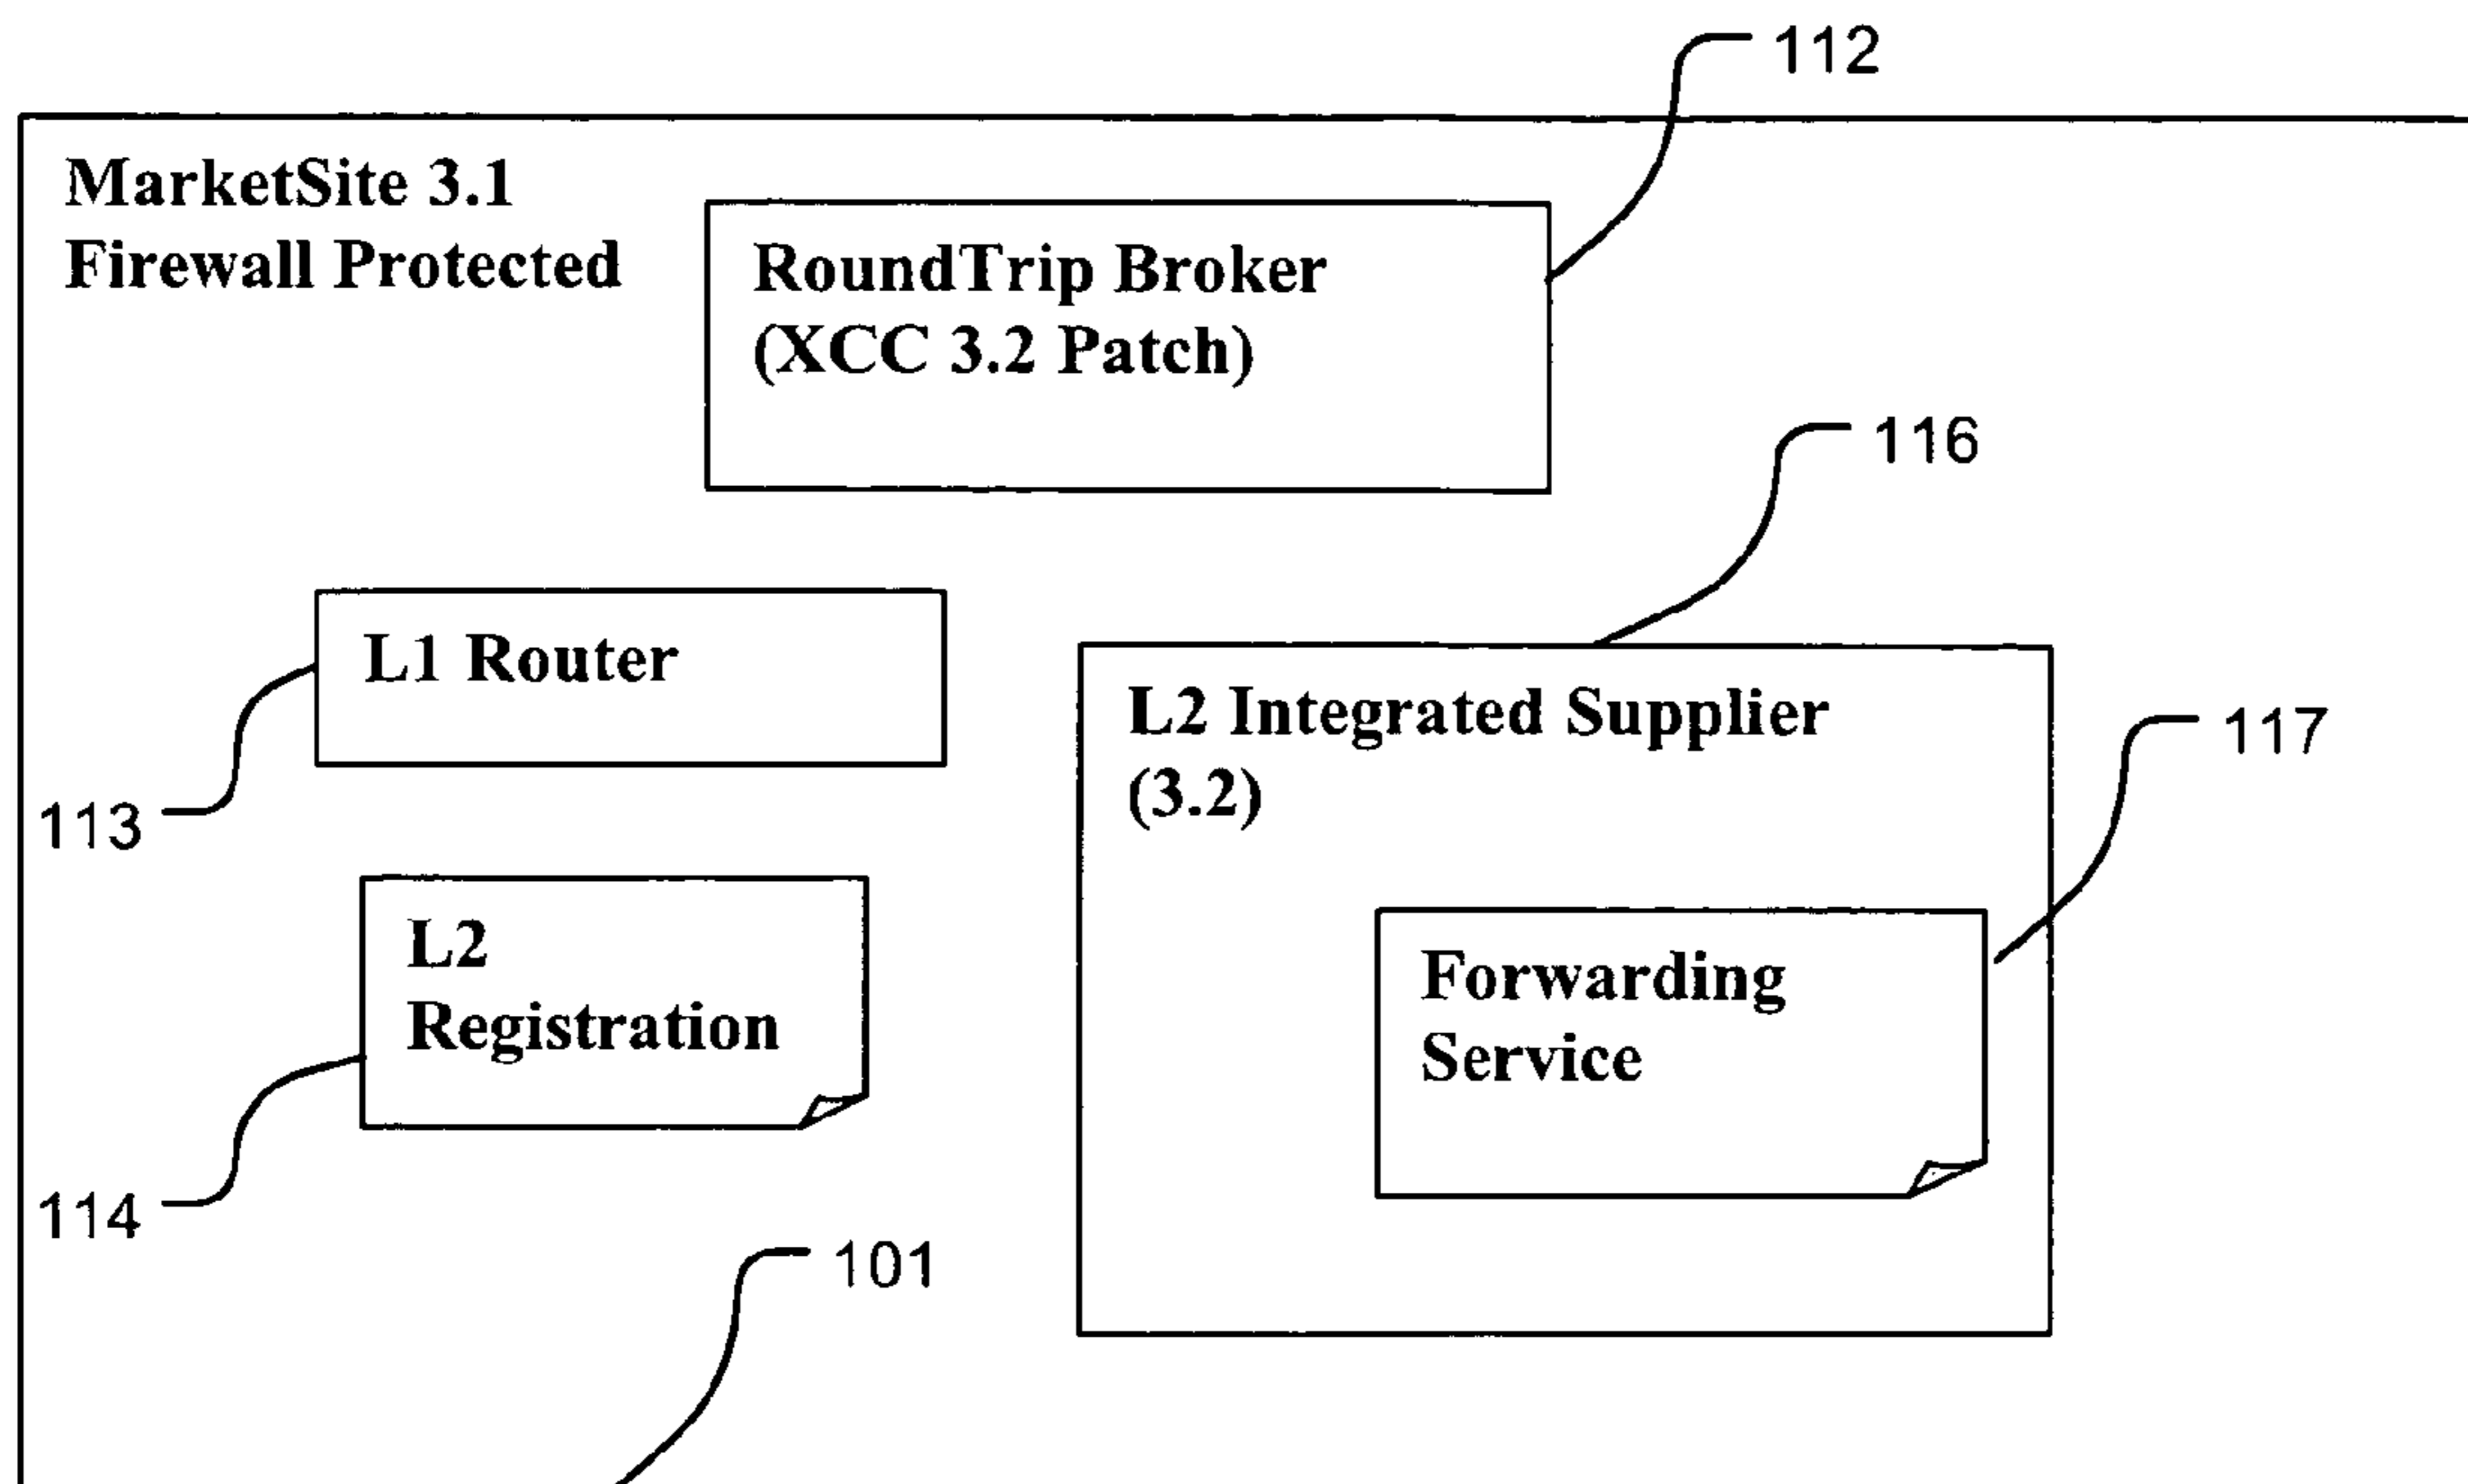 112
MarketSite 3.1
Firewall Protected
RoundTrip Broker
(XCC 3.2 Patch)
116
L1 Router
L2 Integrated Supplier
(3.2)
117
113
L2
Registration
Forwarding
Service
114
101